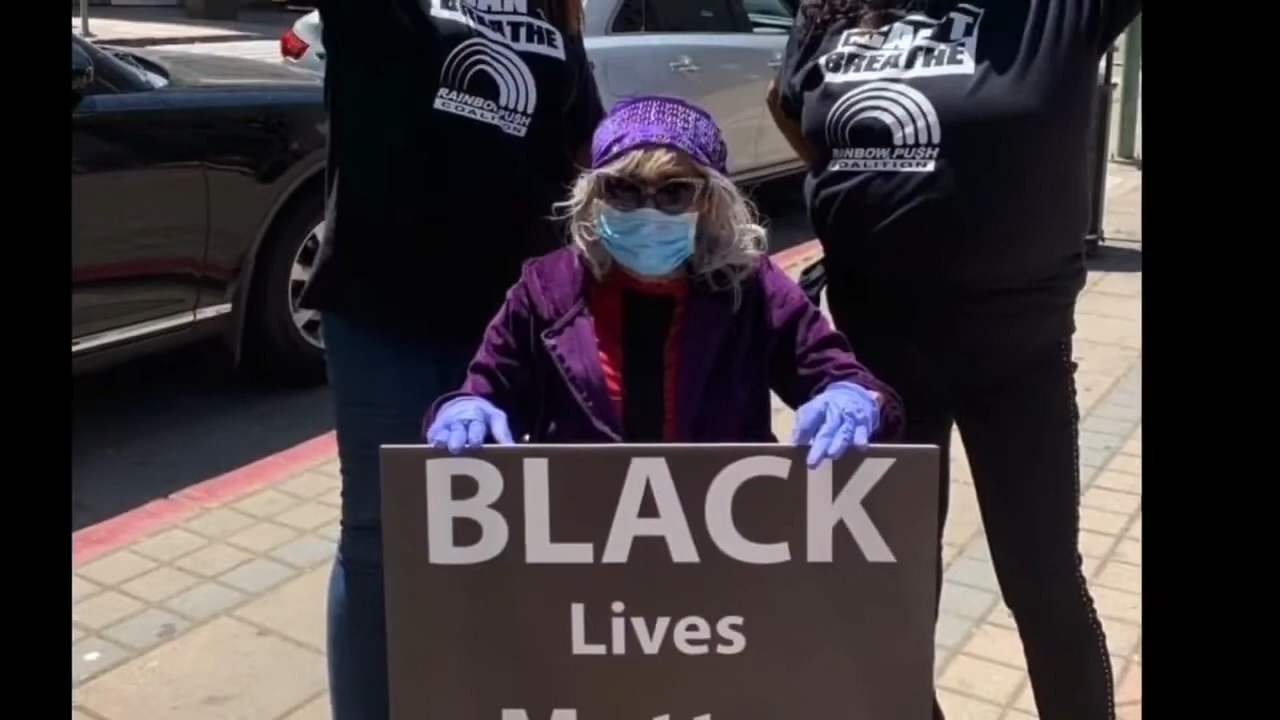 BREATHE
RAINBOW PUSH
COALITION
BREATHE
RAINBOW PUSH
COALITION
BLACK
Lives